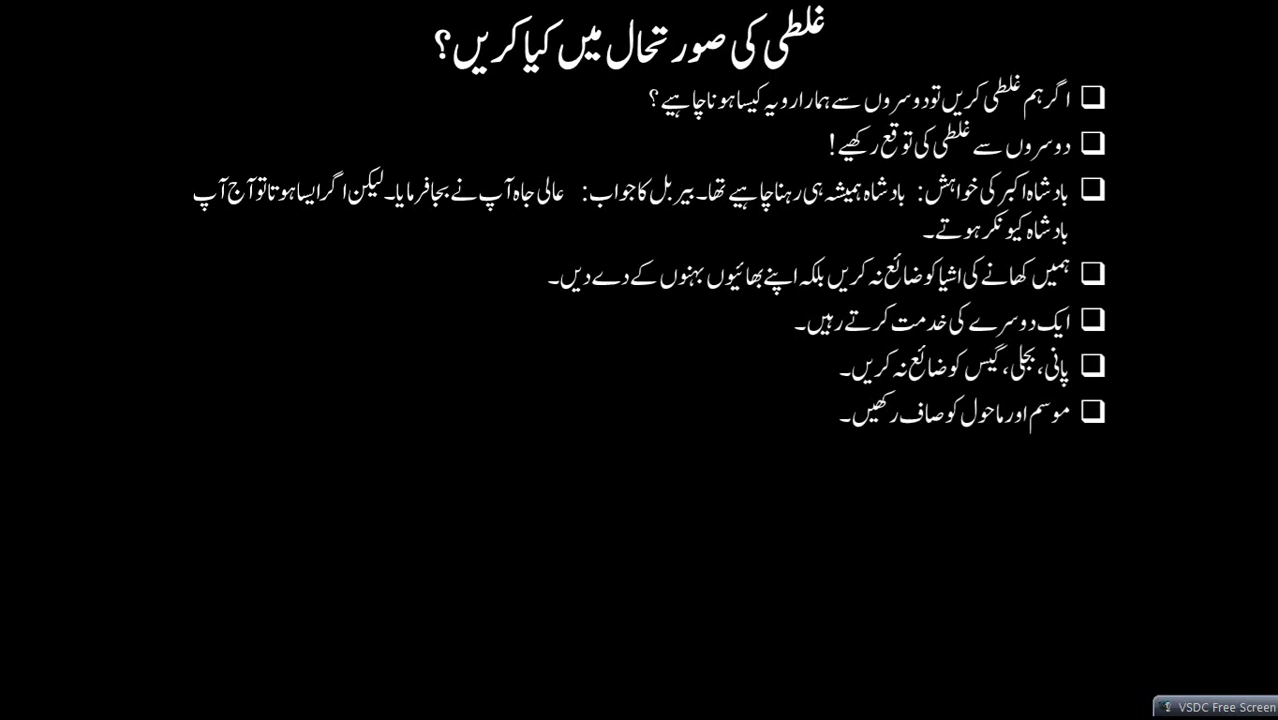 غلطی کی صورتحال میں کیا کریں؟
❑ اگر ہم غلطی کریں تو دوسروں سے ہمارا رویہ کیسا ہونا چاہیے؟
❑ دوسروں سے غلطی کی توقع رکھیے!
❑ بادشاہ اکبر کی خواہش: بادشاہ ہمیشہ ہی رہنا چاہیے تھا۔ بیربل کا جواب: عالی جاہ آپ نے بجا فرمایا۔ لیکن اگر ایسا ہوتا تو آج آپ
بادشاہ کیونکر ہوتے۔
❑ ہمیں کھانے کی اشیا کو ضائع نہ کریں بلکہ اپنے بھائیوں بہنوں کے دے دیں۔
❑ ایک دوسرے کی خدمت کرتے رہیں۔
❑ پانی، بجلی، گیس کو ضائع نہ کریں۔
❑ موسم اور ماحول کو صاف رکھیں۔
VSDC Free Screen